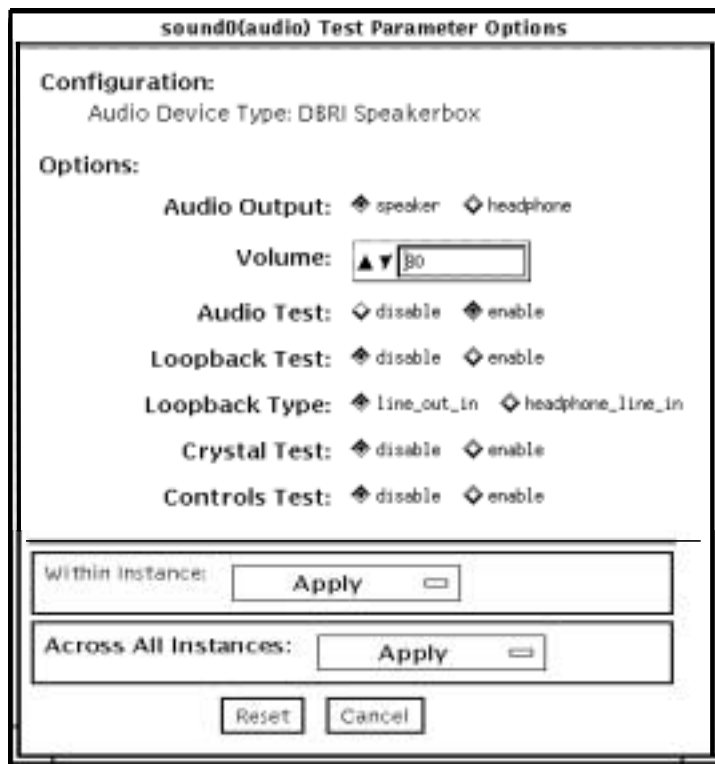 sound0(audio) Test Parameter Options
Configuration:
Audio Device Type: DBRI Speakerbox
Options:
Audio Output: speaker headphone
Volume: 80
Audio Test: disable enable
Loopback Test: disable enable
Loopback Type: line_out_in headphone_line_in
Crystal Test: disable enable
Controls Test: disable enable
Within Instance: Apply
Across All Instances: Apply
Reset Cancel